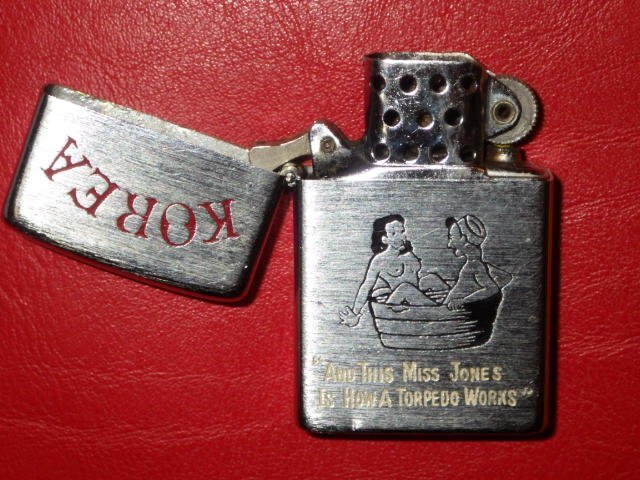 KOREA
"AND THIS MISS JONES
IS HOW A TORPEDO WORKS"